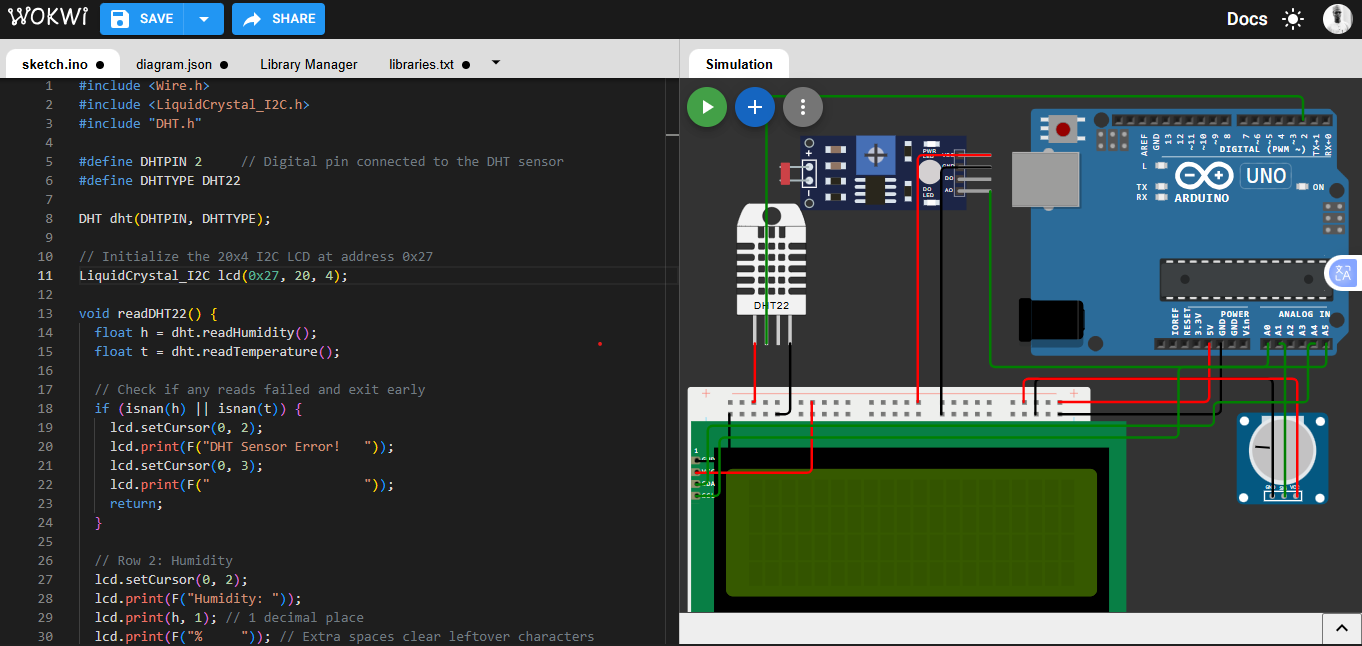 WOKWI SAVE SHARE Docs
sketch.ino diagram.json Library Manager libraries.txt
Simulation
1 #include <Wire.h>
2 #include <LiquidCrystal_I2C.h>
3 #include "DHT.h"
4
5 #define DHTPIN 2     // Digital pin connected to the DHT sensor
6 #define DHTTYPE DHT22
7
8 DHT dht(DHTPIN, DHTTYPE);
9
10 // Initialize the 20x4 I2C LCD at address 0x27
11 LiquidCrystal_I2C lcd(0x27, 20, 4);
12
13 void readDHT22() {
14   float h = dht.readHumidity();
15   float t = dht.readTemperature();
16
17   // Check if any reads failed and exit early
18   if (isnan(h) || isnan(t)) {
19     lcd.setCursor(0, 2);
20     lcd.print(F("DHT Sensor Error!   "));
21     lcd.setCursor(0, 3);
22     lcd.print(F("                    "));
23     return;
24   }
25
26   // Row 2: Humidity
27   lcd.setCursor(0, 2);
28   lcd.print(F("Humidity: "));
29   lcd.print(h, 1); // 1 decimal place
30   lcd.print(F("%     ")); // Extra spaces clear leftover characters
PWR
LED
DO
LED
DO
AO
DHT22
AREF
GND
13
12
~11
~10
~9
8
7
~6
~5
4
~3
2
TX→1
RX←0
DIGITAL (PWM ~)
L
TX
RX
UNO
ON
ARDUINO
IOREF
RESET
3.3V
5V
GND
GND
Vin
POWER
ANALOG IN
A0
A1
A2
A3
A4
A5
1